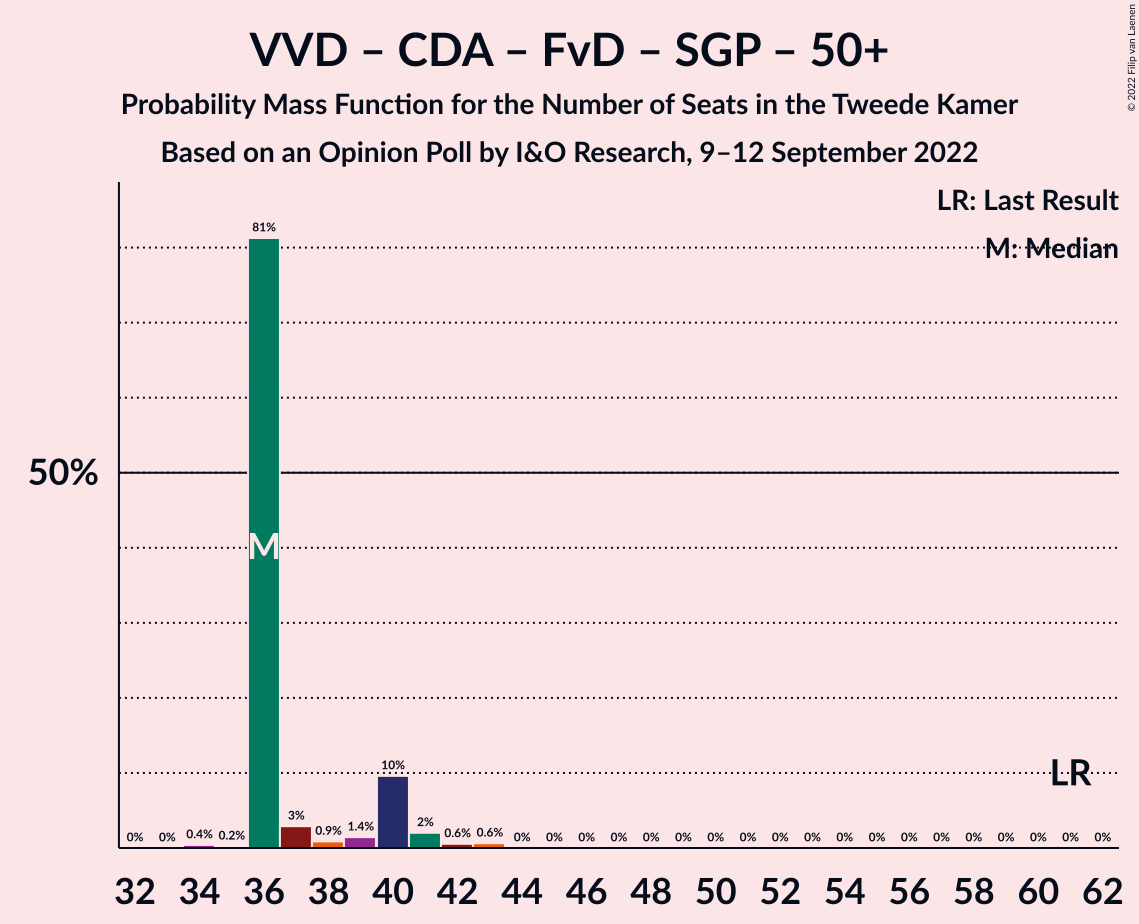 VVD – CDA – FvD – SGP – 50+
Probability Mass Function for the Number of Seats in the Tweede Kamer
Based on an Opinion Poll by I&O Research, 9–12 September 2022
© 2022 Filip van Laenen
LR: Last Result
M: Median
50%
81%
M
LR
0% 0% 0.4% 0.2% 3% 0.9% 1.4% 10% 2% 0.6% 0.6% 0% 0% 0% 0% 0% 0% 0% 0% 0% 0% 0% 0% 0% 0% 0% 0% 0% 0% 0%
32 34 36 38 40 42 44 46 48 50 52 54 56 58 60 62